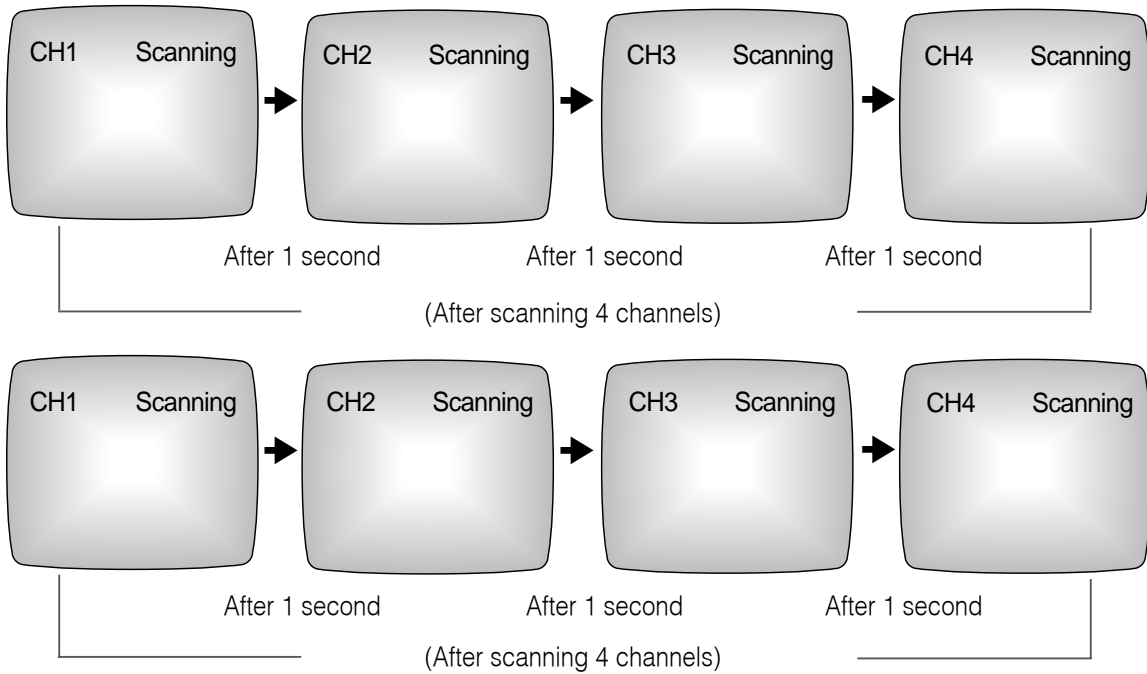 CH1 Scanning CH2 Scanning CH3 Scanning CH4 Scanning
After 1 second After 1 second After 1 second
(After scanning 4 channels)
CH1 Scanning CH2 Scanning CH3 Scanning CH4 Scanning
After 1 second After 1 second After 1 second
(After scanning 4 channels)